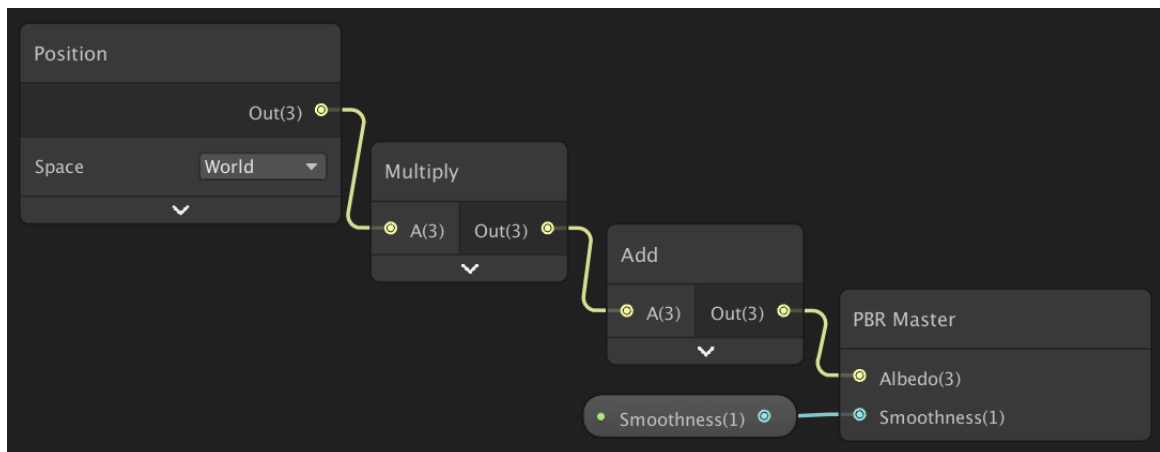 Position
Out(3)
Space World
Multiply
A(3) Out(3)
Add
A(3) Out(3)
PBR Master
Albedo(3)
Smoothness(1)
Smoothness(1)